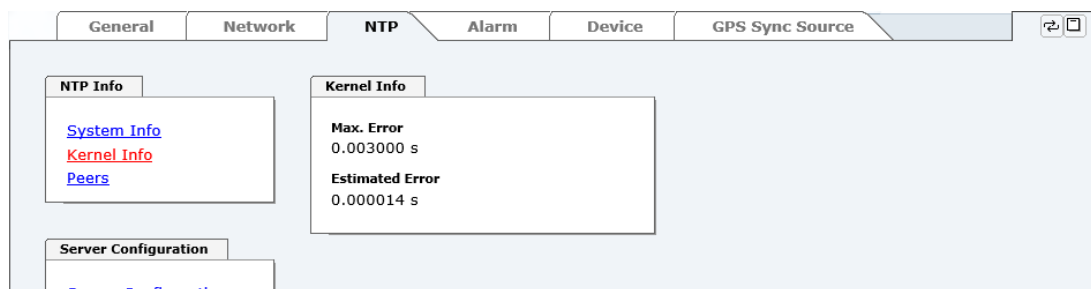 General Network NTP Alarm Device GPS Sync Source
NTP Info
System Info
Kernel Info
Peers
Kernel Info
Max. Error
0.003000 s
Estimated Error
0.000014 s
Server Configuration